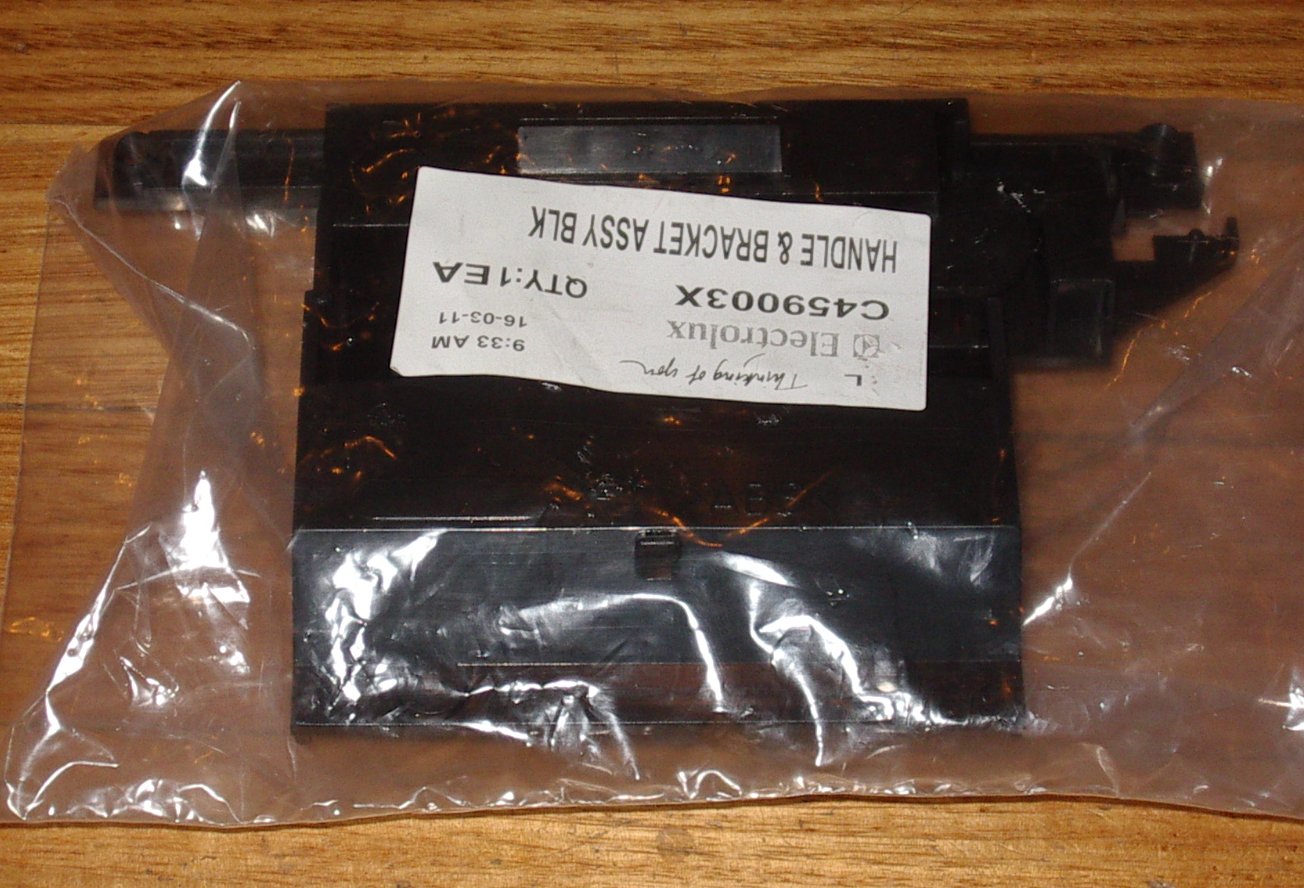 L
Thinking of you
Electrolux
9:33 AM
16-03-11
C459003X
QTY:1EA
HANDLE & BRACKET ASSY BLK